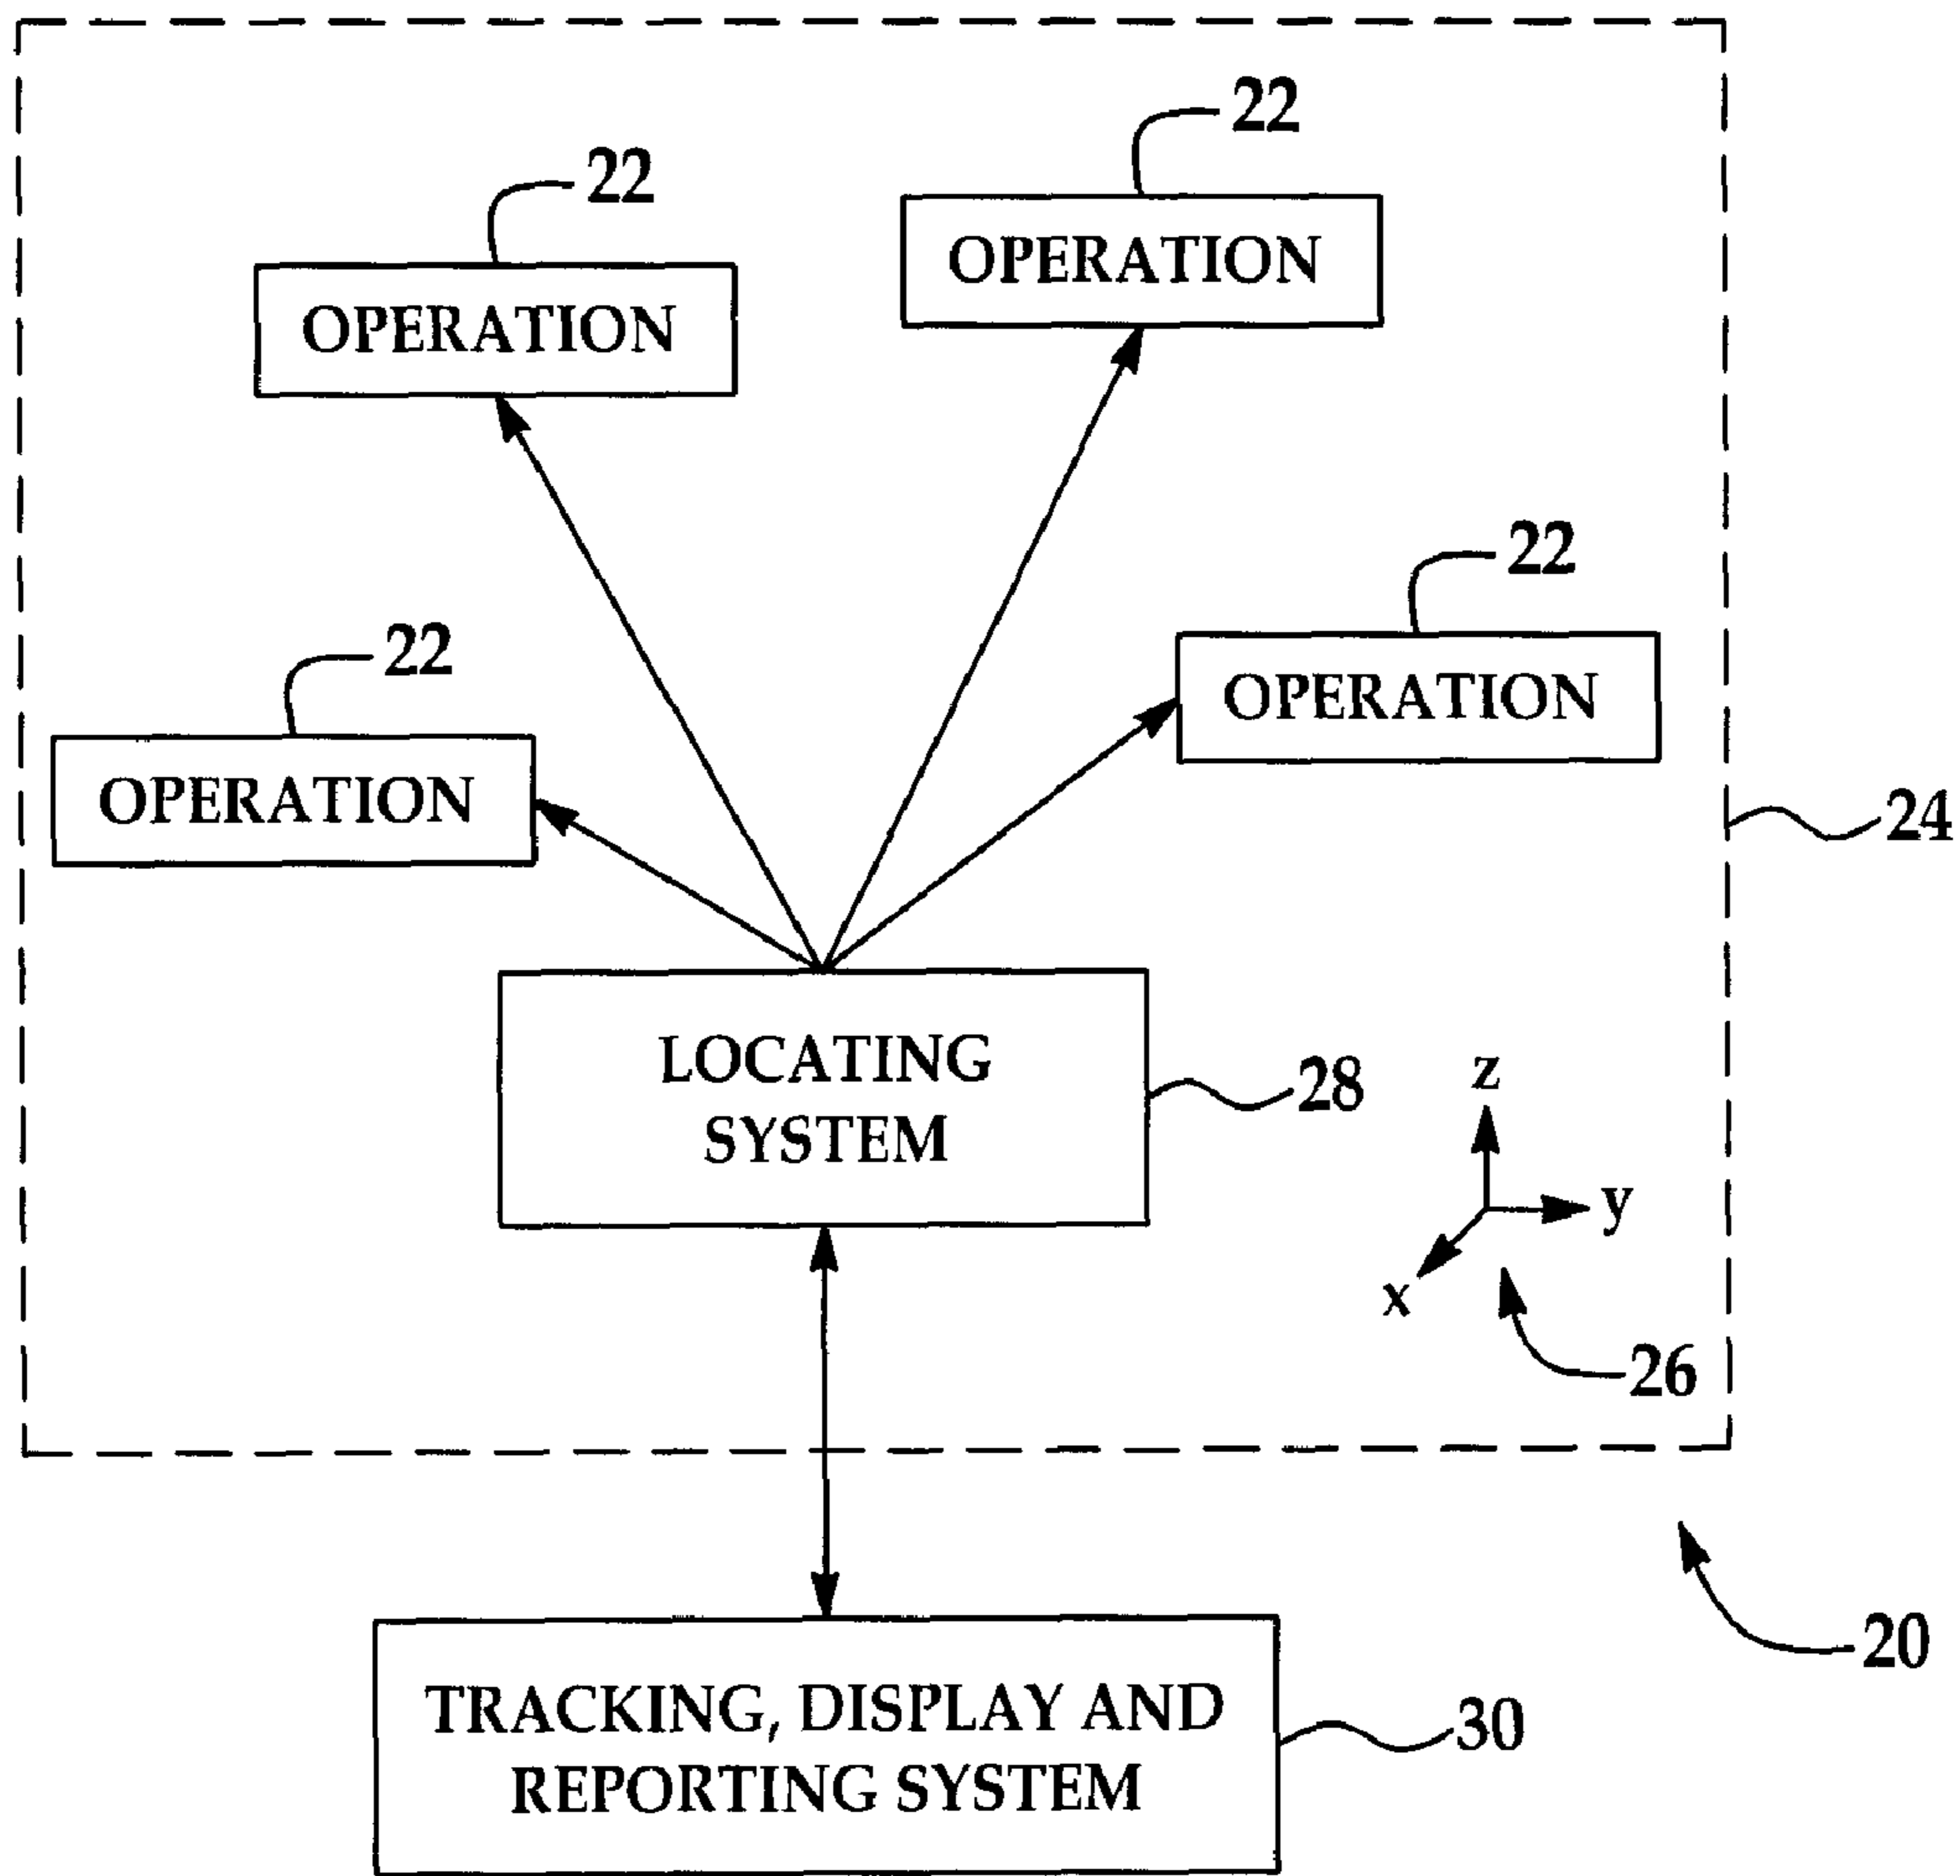 22
22
OPERATION
OPERATION
22
22
OPERATION
OPERATION
24
LOCATING
SYSTEM
28
z
y
x
26
20
TRACKING, DISPLAY AND
REPORTING SYSTEM
30